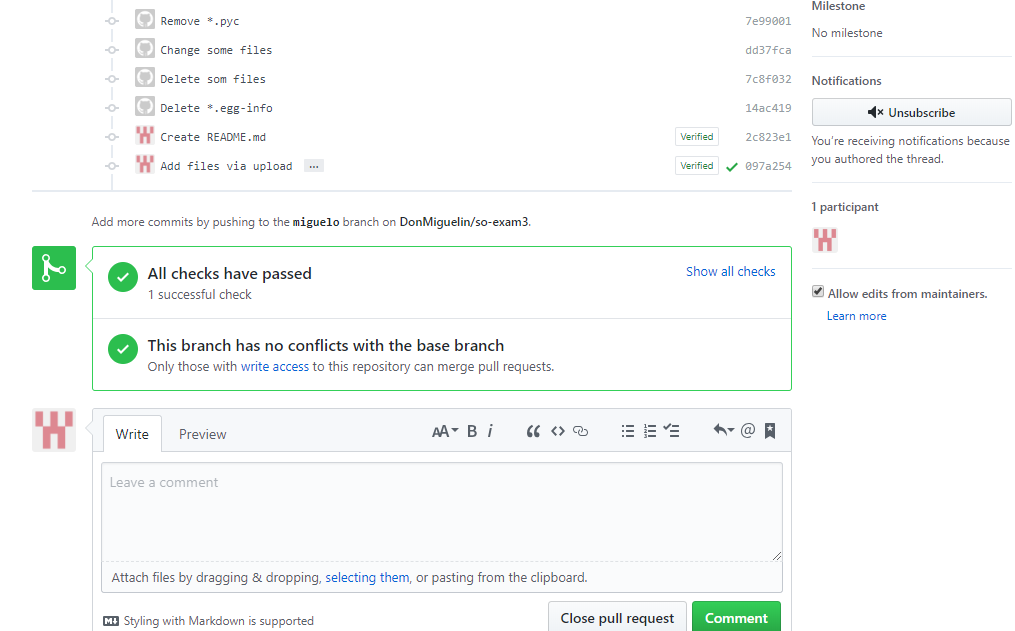 Remove *.pyc 7e99001
Change some files dd37fca
Delete som files 7c8f032
Delete *.egg-info 14ac419
Create README.md Verified 2c823e1
Add files via upload ... Verified 097a254
Add more commits by pushing to the miguelo branch on DonMiguelin/so-exam3.
All checks have passed
1 successful check
Show all checks
This branch has no conflicts with the base branch
Only those with write access to this repository can merge pull requests.
Write Preview AA B i “ <> @
Leave a comment
Attach files by dragging & dropping, selecting them, or pasting from the clipboard.
M Styling with Markdown is supported
Close pull request Comment
Milestone
No milestone
Notifications
Unsubscribe
You're receiving notifications because
you authored the thread.
1 participant
Allow edits from maintainers.
Learn more